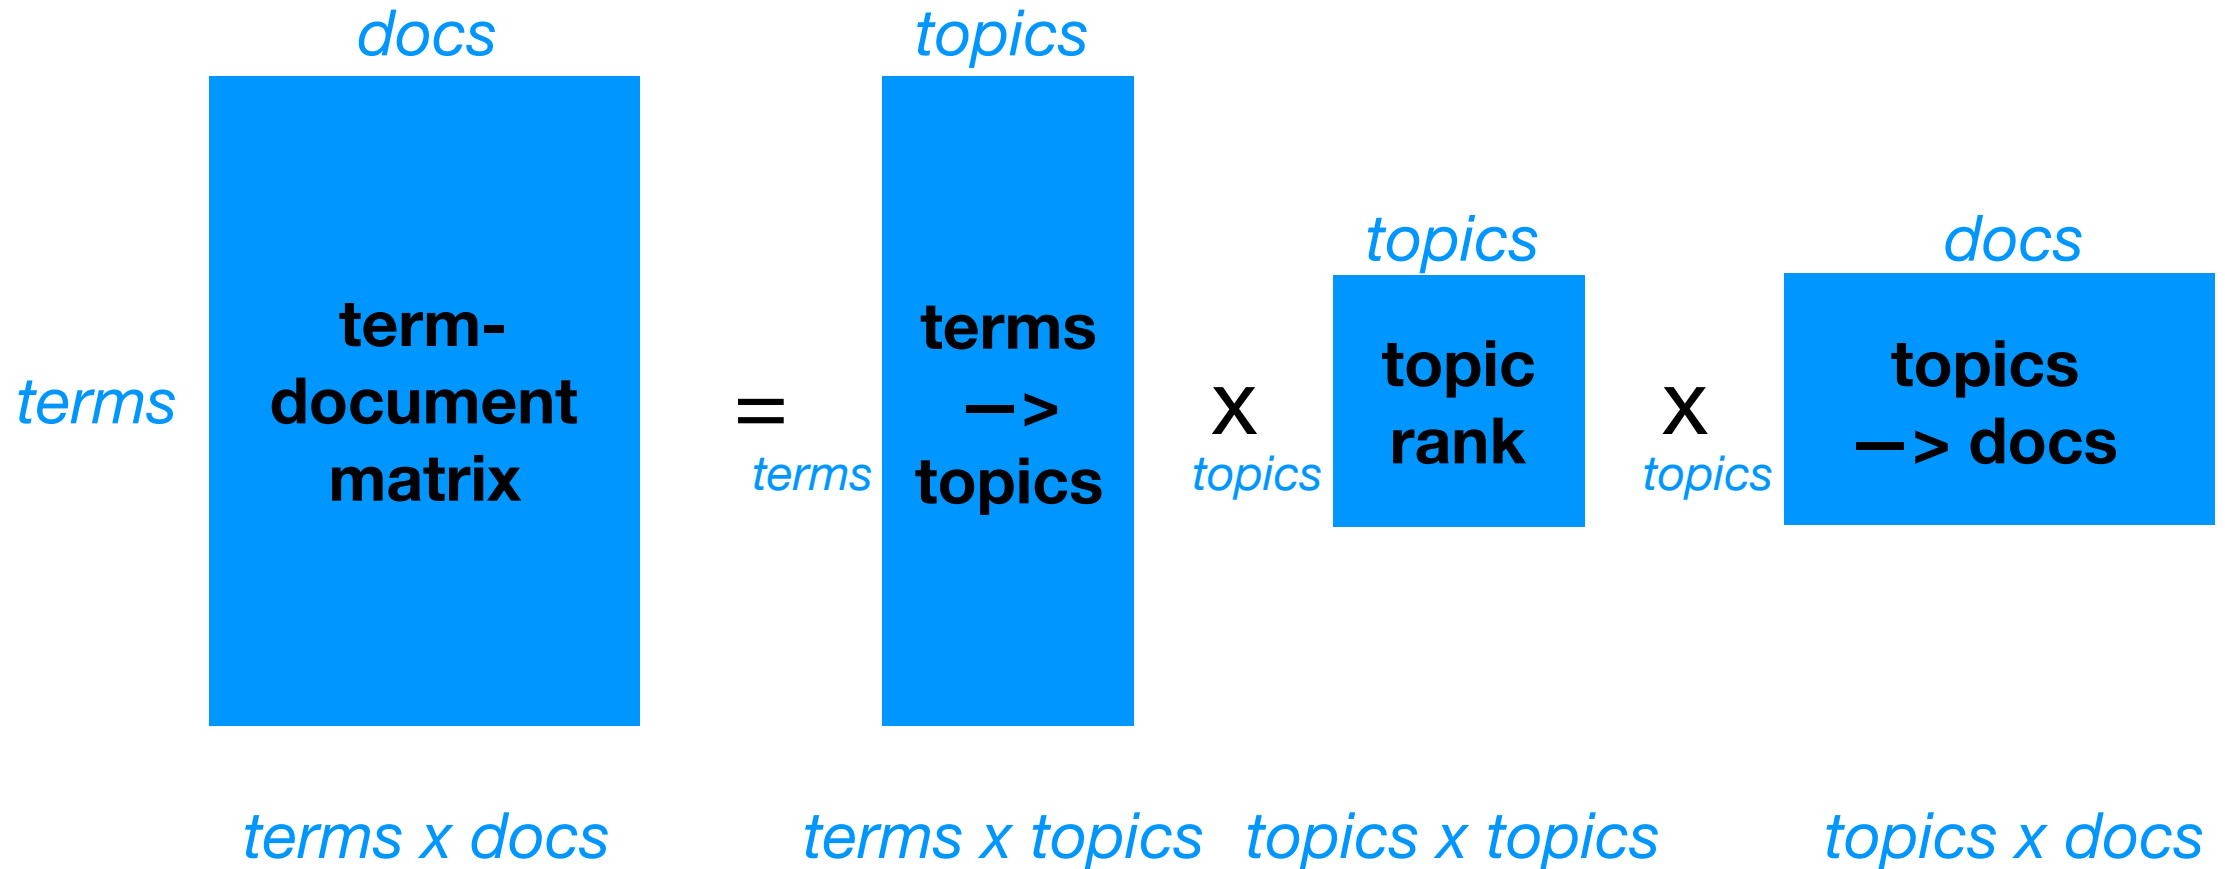 docs
topics
topics
docs
terms
term-
document
matrix
=
terms
terms
—>
topics
x
topics
topic
rank
x
topics
topics
—> docs
terms x docs
terms x topics
topics x topics
topics x docs